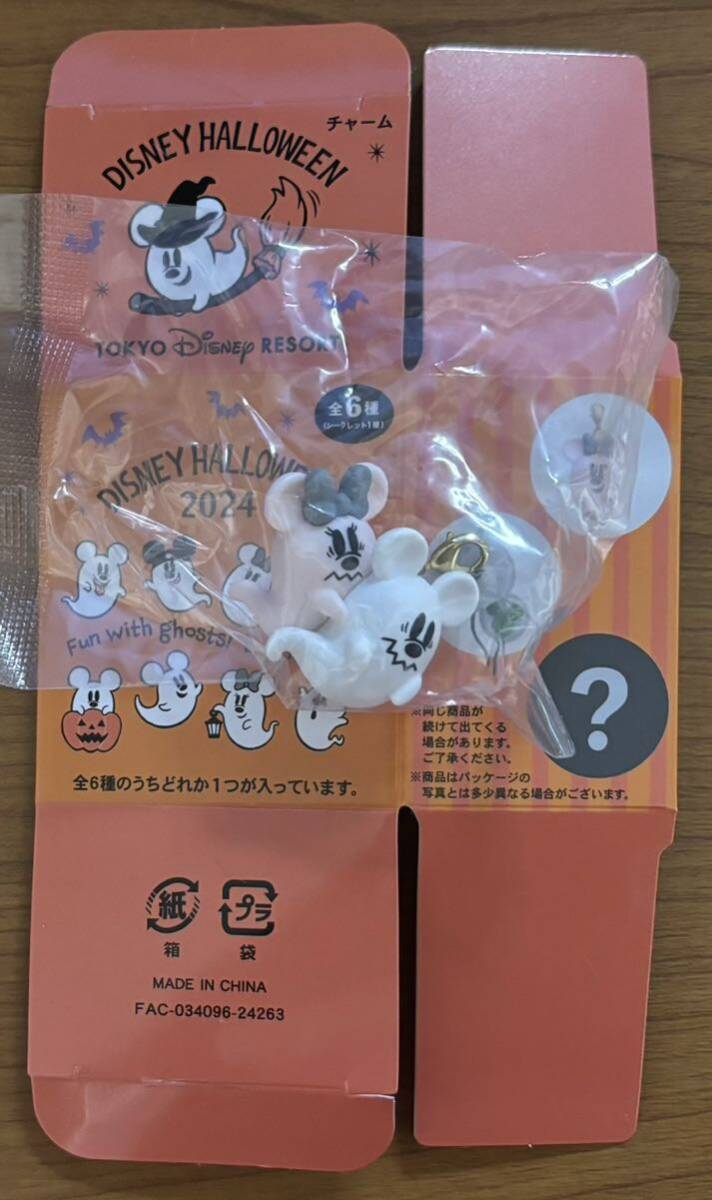 チャーム
DISNEY HALLOWEEN
TOKYO Disney RESORT
全6種
(シークレット1種)
DISNEY HALLOWE
2024
Fun with ghosts!
全6種のうちどれか1つが入っています。
?
※同じ商品が
続けて出てくる
場合があります。
ご了承ください。
※商品はパッケージの
写真とは多少異なる場合がございます。
紙
プラ
箱
袋
MADE IN CHINA
FAC-034096-24263